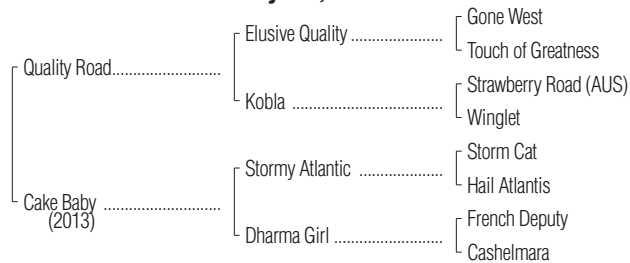 Gone West
Elusive Quality ....................
Touch of Greatness
Quality Road........................
Strawberry Road (AUS)
Kobla ..................................
Winglet
Storm Cat
Stormy Atlantic ..................
Hail Atlantis
Cake Baby ..........................
(2013)
French Deputy
Dharma Girl ........................
Cashelmara